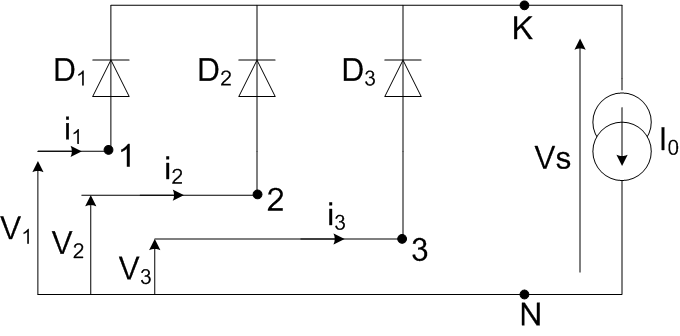 K
D₁ D₂ D₃
i₁ 1 I₀
Vs
i₂ 2
i₃
V₁ V₂ V₃ 3
N